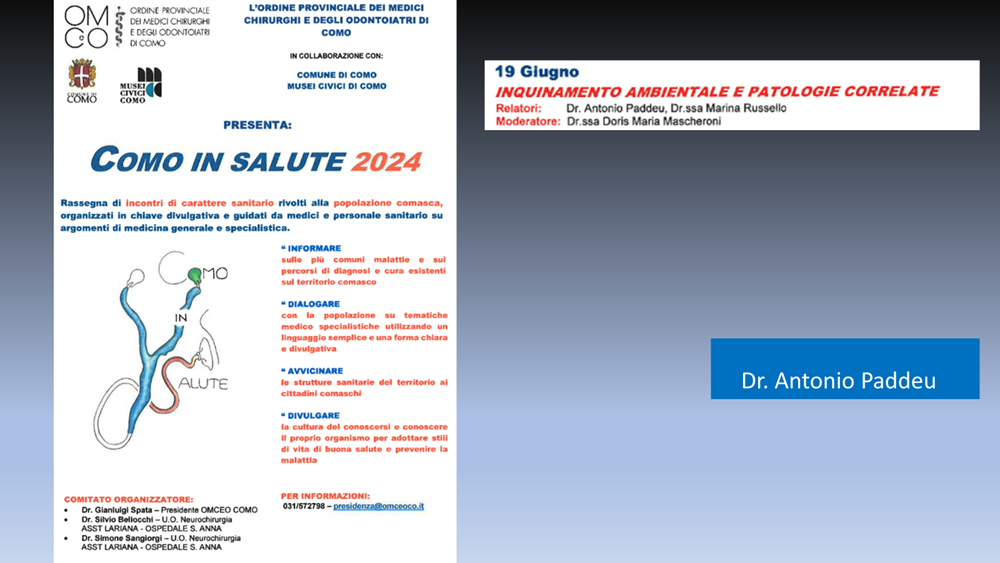 OM
CO
ORDINE PROVINCIALE
DEI MEDICI CHIRURGHI
E DEGLI ODONTOIATRI
DI COMO
L'ORDINE PROVINCIALE DEI MEDICI
CHIRURGHI E DEGLI ODONTOIATRI DI
COMO
IN COLLABORAZIONE CON:
COMUNE DI COMO
MUSEI CIVICI DI COMO
COMUNE DI
COMO
MUSEI
CIVICI
COMO
PRESENTA:
COMO IN SALUTE 2024
Rassegna di incontri di carattere sanitario rivolti alla popolazione comasca,
organizzati in chiave divulgativa e guidati da medici e personale sanitario su
argomenti di medicina generale e specialistica.
COMO
IN
SALUTE
* INFORMARE
sulle più comuni malattie e sui
percorsi di diagnosi e cura esistenti
sul territorio comasco
* DIALOGARE
con la popolazione su tematiche
medico specialistiche utilizzando un
linguaggio semplice e una forma chiara
e divulgativa
* AVVICINARE
le strutture sanitarie del territorio ai
cittadini comaschi
* DIVULGARE
la cultura del conoscersi e conoscere
il proprio organismo per adottare stili
di vita di buona salute e prevenire la
malattia
COMITATO ORGANIZZATORE:
• Dr. Gianluigi Spata – Presidente OMCEO COMO
• Dr. Silvio Bellocchi – U.O. Neurochirurgia
ASST LARIANA - OSPEDALE S. ANNA
• Dr. Simone Sangiorgi – U.O. Neurochirurgia
ASST LARIANA - OSPEDALE S. ANNA
PER INFORMAZIONI:
031/572798 – presidenza@omceoco.it
19 Giugno
INQUINAMENTO AMBIENTALE E PATOLOGIE CORRELATE
Relatori: Dr. Antonio Paddeu, Dr.ssa Marina Russello
Moderatore: Dr.ssa Doris Maria Mascheroni
Dr. Antonio Paddeu